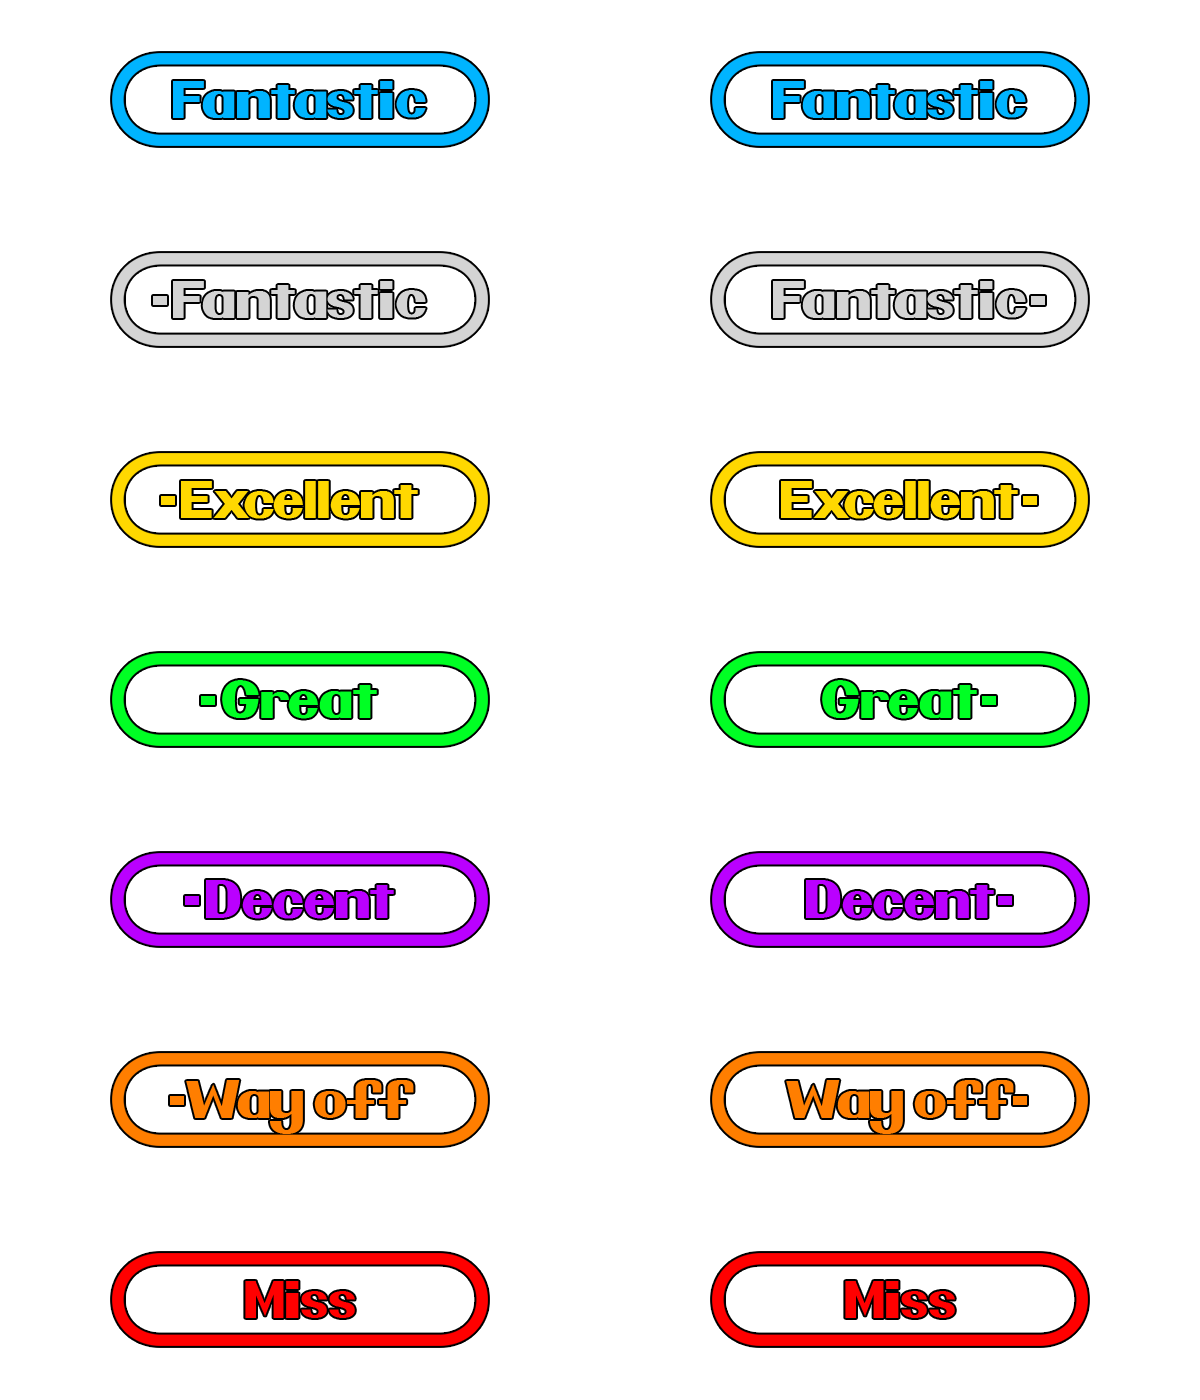 Fantastic Fantastic
-Fantastic Fantastic-
-Excellent Excellent-
-Great Great-
-Decent Decent-
-Way off Way off-
Miss Miss